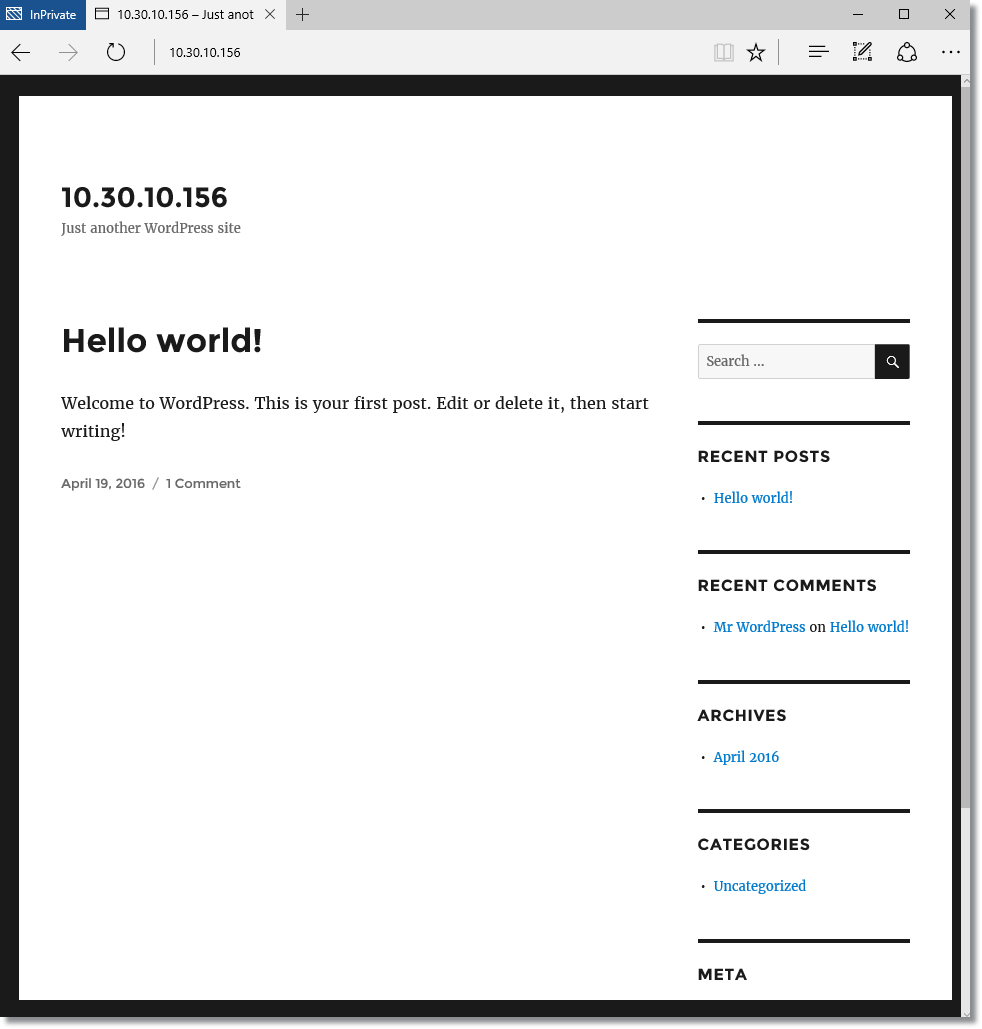 InPrivate
10.30.10.156 – Just anot
10.30.10.156
10.30.10.156
Just another WordPress site
Hello world!
Welcome to WordPress. This is your first post. Edit or delete it, then start
writing!
April 19, 2016 / 1 Comment
Search ...
RECENT POSTS
• Hello world!
RECENT COMMENTS
• Mr WordPress on Hello world!
ARCHIVES
• April 2016
CATEGORIES
• Uncategorized
META